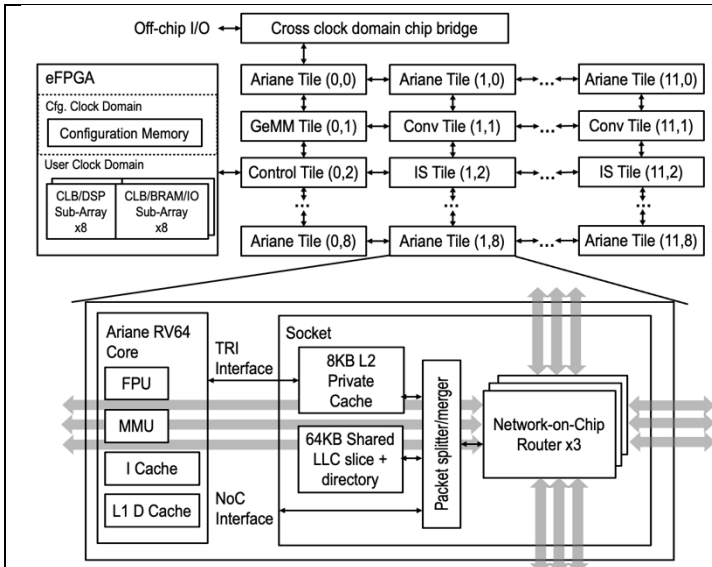 Off-chip I/O
Cross clock domain chip bridge
eFPGA
Cfg. Clock Domain
Configuration Memory
User Clock Domain
CLB/DSP
Sub-Array
x8
CLB/BRAM/IO
Sub-Array
x8
Ariane Tile (0,0)
Ariane Tile (1,0)
...
Ariane Tile (11,0)
GeMM Tile (0,1)
Conv Tile (1,1)
...
Conv Tile (11,1)
Control Tile (0,2)
IS Tile (1,2)
...
IS Tile (11,2)
...
...
...
Ariane Tile (0,8)
Ariane Tile (1,8)
...
Ariane Tile (11,8)
Ariane RV64
Core
FPU
MMU
I Cache
L1 D Cache
TRI
Interface
NoC
Interface
Socket
8KB L2
Private
Cache
64KB Shared
LLC slice +
directory
Packet splitter/merger
Network-on-Chip
Router x3